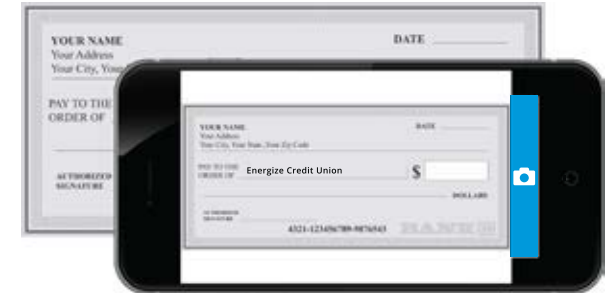 YOUR NAME
DATE
Your Address
Your City, Your
PAY TO THE
ORDER OF
AUTHORIZED
SIGNATURE
YOUR NAME
DATE
Your Address
Your City, Your State, Your Zip Code
PAY TO THE
ORDER OF Energize Credit Union $
DOLLARS
AUTHORIZED
SIGNATURE
4321-123456789-9876543 BANK